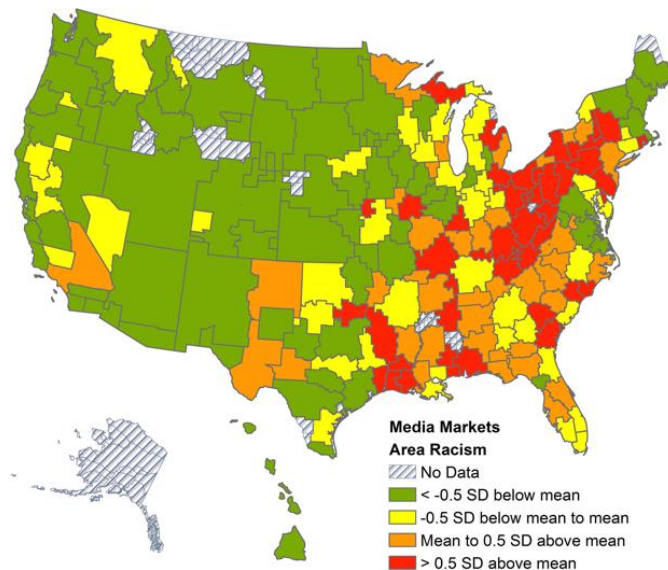 Media Markets
Area Racism
No Data
< -0.5 SD below mean
-0.5 SD below mean to mean
Mean to 0.5 SD above mean
> 0.5 SD above mean